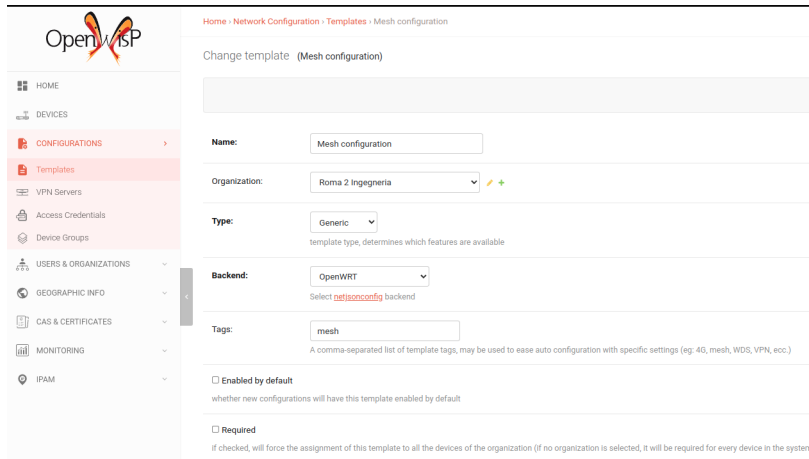 OpenWISP
Home › Network Configuration › Templates › Mesh configuration
Change template (Mesh configuration)
HOME
DEVICES
CONFIGURATIONS
Templates
VPN Servers
Access Credentials
Device Groups
USERS & ORGANIZATIONS
GEOGRAPHIC INFO
CAS & CERTIFICATES
MONITORING
IPAM
Name:
Mesh configuration
Organization:
Roma 2 Ingegneria
Type:
Generic
template type, determines which features are available
Backend:
OpenWRT
Select netjsonconfig backend
Tags:
mesh
A comma-separated list of template tags, may be used to ease auto configuration with specific settings (eg: 4G, mesh, WDS, VPN, ecc.)
Enabled by default
whether new configurations will have this template enabled by default
Required
if checked, will force the assignment of this template to all the devices of the organization (if no organization is selected, it will be required for every device in the system